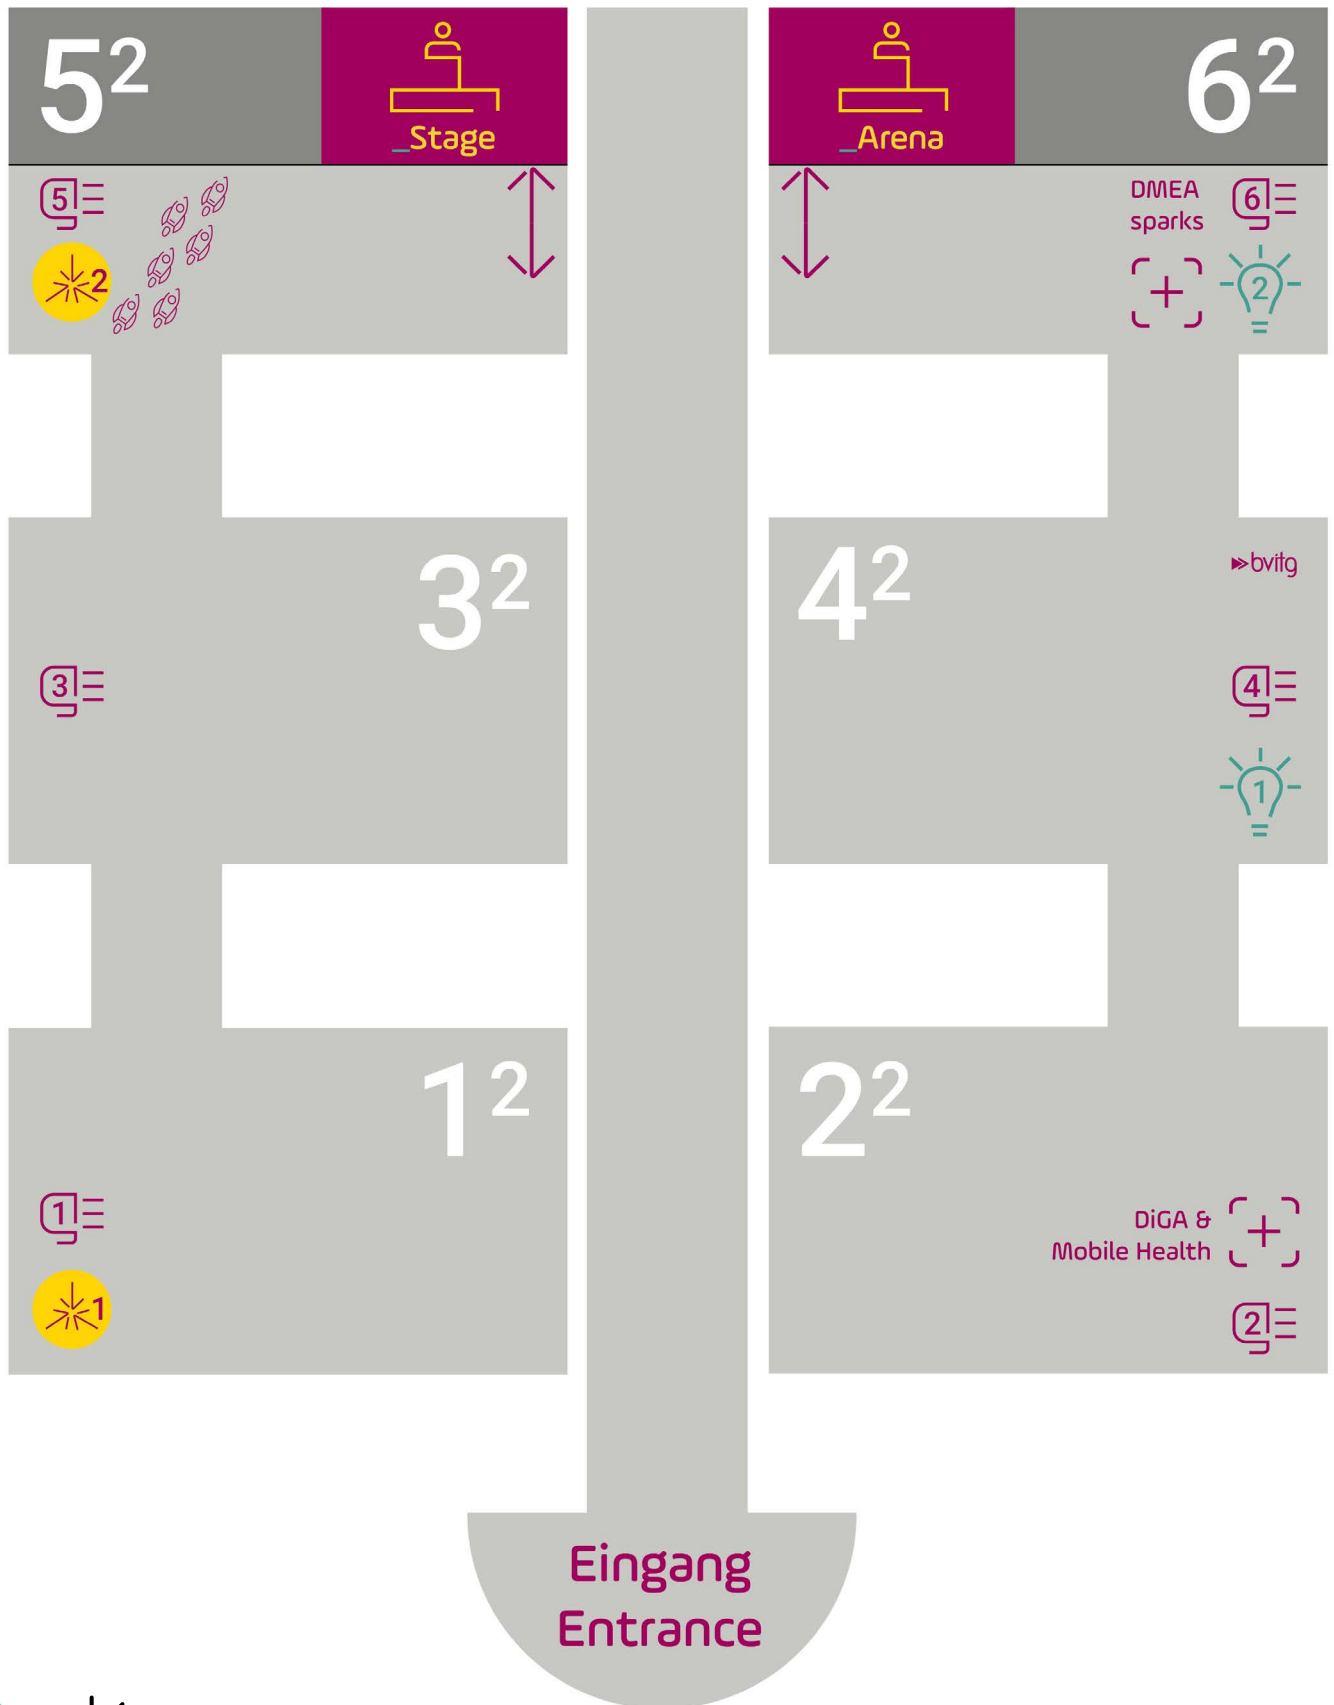 5²
_Stage
_Arena
6²
5
2
DMEA
sparks
6
2
3²
4²
bvitg
3
4
1
1²
2²
1
1
DiGA &
Mobile Health
2
Eingang
Entrance